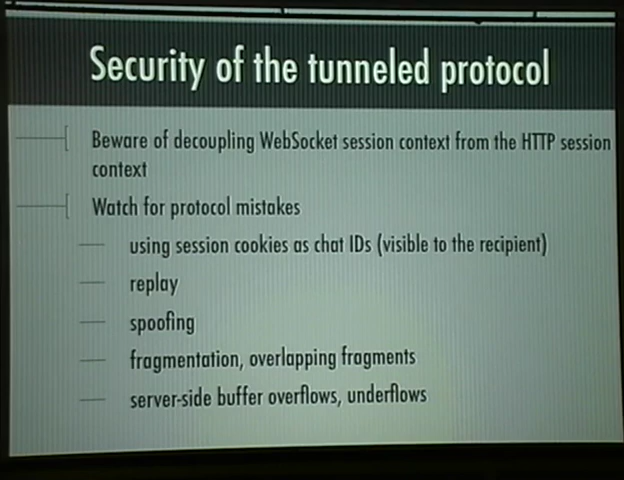 Security of the tunneled protocol
Beware of decoupling WebSocket session context from the HTTP session
context
Watch for protocol mistakes
using session cookies as chat IDs (visible to the recipient)
replay
spoofing
fragmentation, overlapping fragments
server-side buffer overflows, underflows